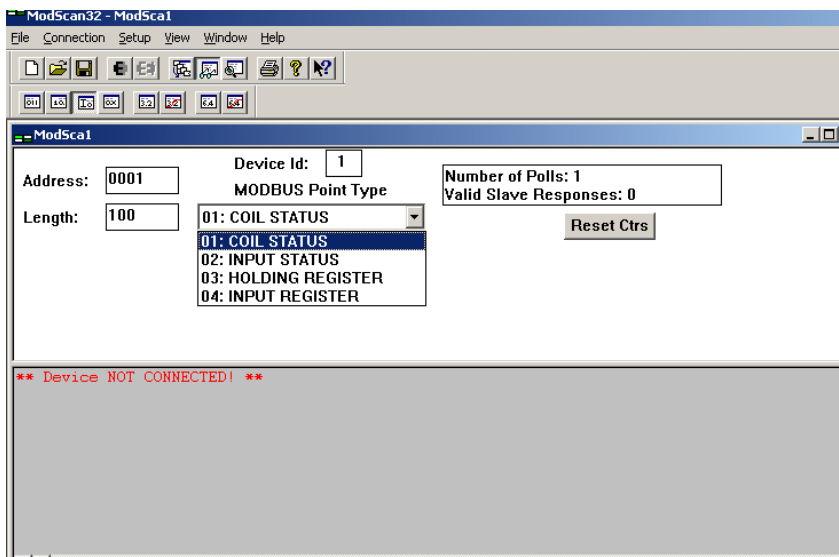 ModScan32 - ModSca1
File Connection Setup View Window Help
ModSca1
Address: 0001
Device Id: 1
MODBUS Point Type
Length: 100
01: COIL STATUS
01: COIL STATUS
02: INPUT STATUS
03: HOLDING REGISTER
04: INPUT REGISTER
Number of Polls: 1
Valid Slave Responses: 0
Reset Ctrs
** Device NOT CONNECTED! **